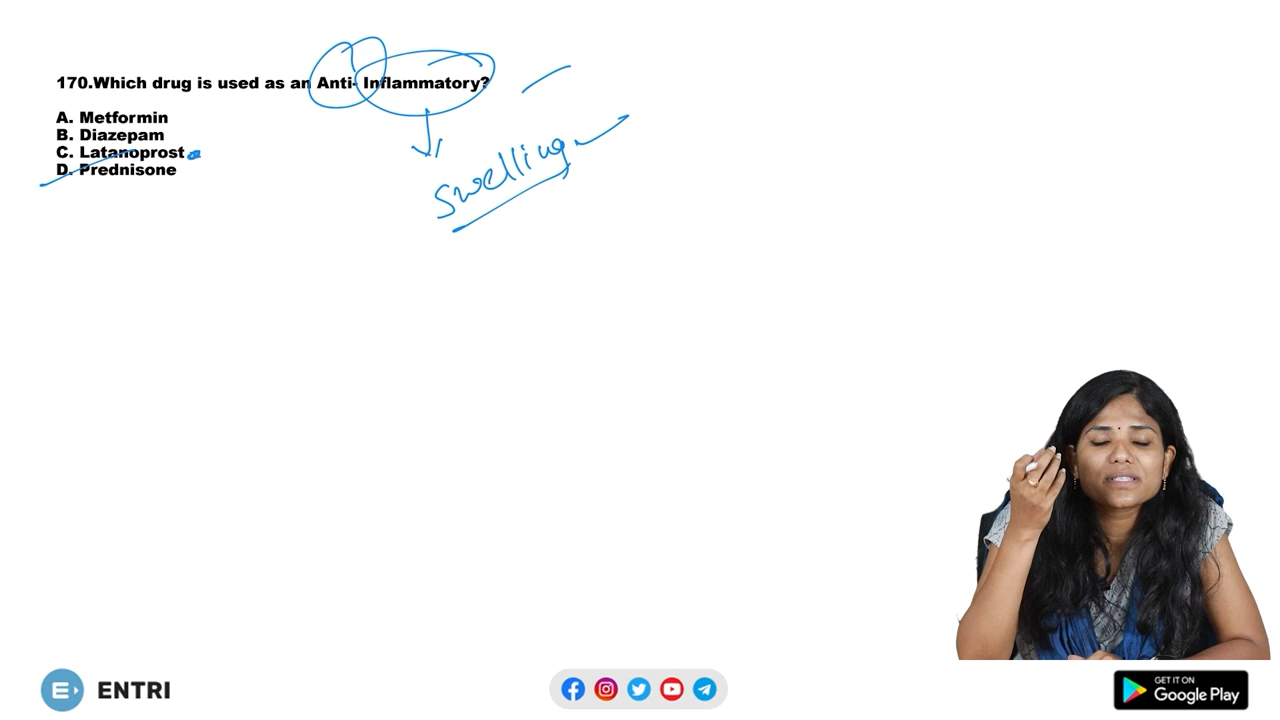 170.Which drug is used as an Anti- Inflammatory?
A. Metformin
B. Diazepam
C. Latanoprost
D. Prednisone
swelling
ENTRI
GET IT ON
Google Play